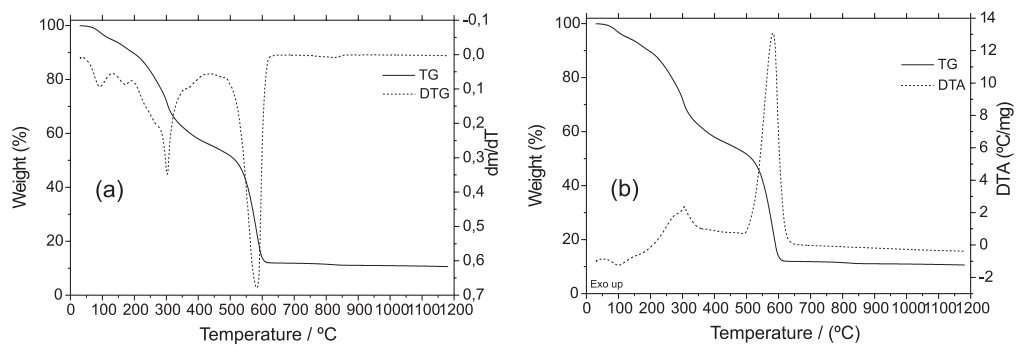 100
80
60
40
20
0
Weight (%)
-0,1
0,0
0,1
0,2
0,3
0,4
0,5
0,6
0,7
dm/dT
TG
DTG
(a)
0 100 200 300 400 500 600 700 800 900 1000 1100 1200
Temperature / ºC
100
80
60
40
20
0
Weight (%)
14
12
10
8
6
4
2
0
-2
DTA (ºC/mg)
TG
DTA
(b)
Exo up
0 100 200 300 400 500 600 700 800 900 1000 1100 1200
Temperature / (ºC)